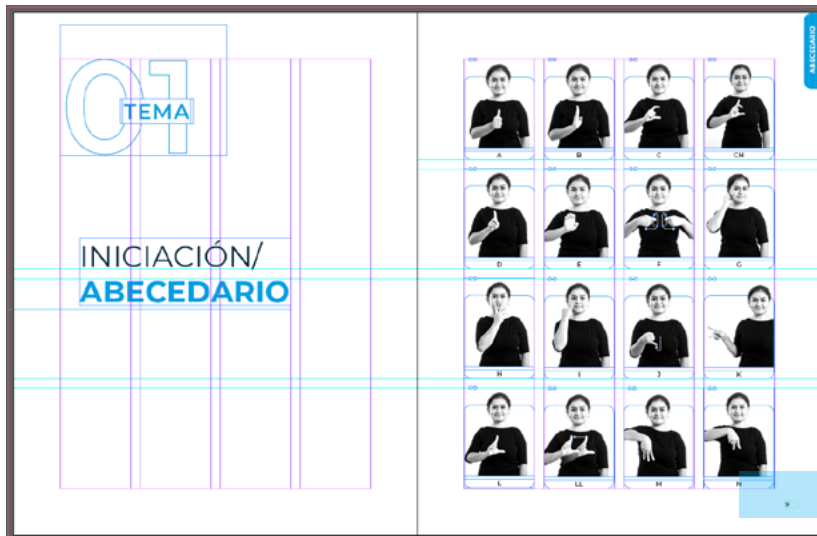 01
TEMA
INICIACIÓN/
ABECEDARIO
ABECEDARIO
A B C CH
D E F G
H I J K
L LL M N